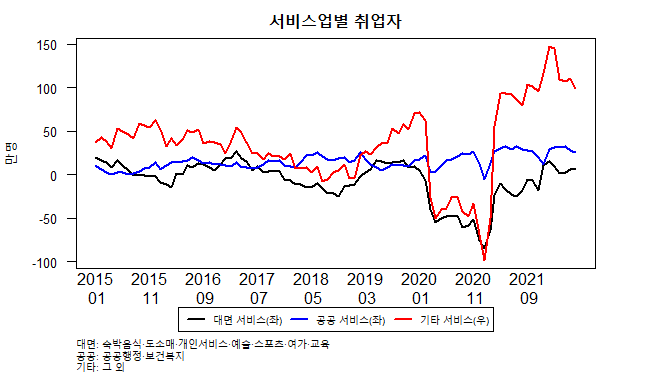 서비스업별 취업자
만명
150
100
50
0
-50
-100
2015 2015 2016 2017 2018 2019 2020 2020 2021
01 11 09 07 05 03 01 11 09
대면 서비스(좌) 공공 서비스(좌) 기타 서비스(우)
대면: 숙박음식·도소매·개인서비스·예술·스포츠·여가·교육
공공: 공공행정·보건복지
기타: 그 외